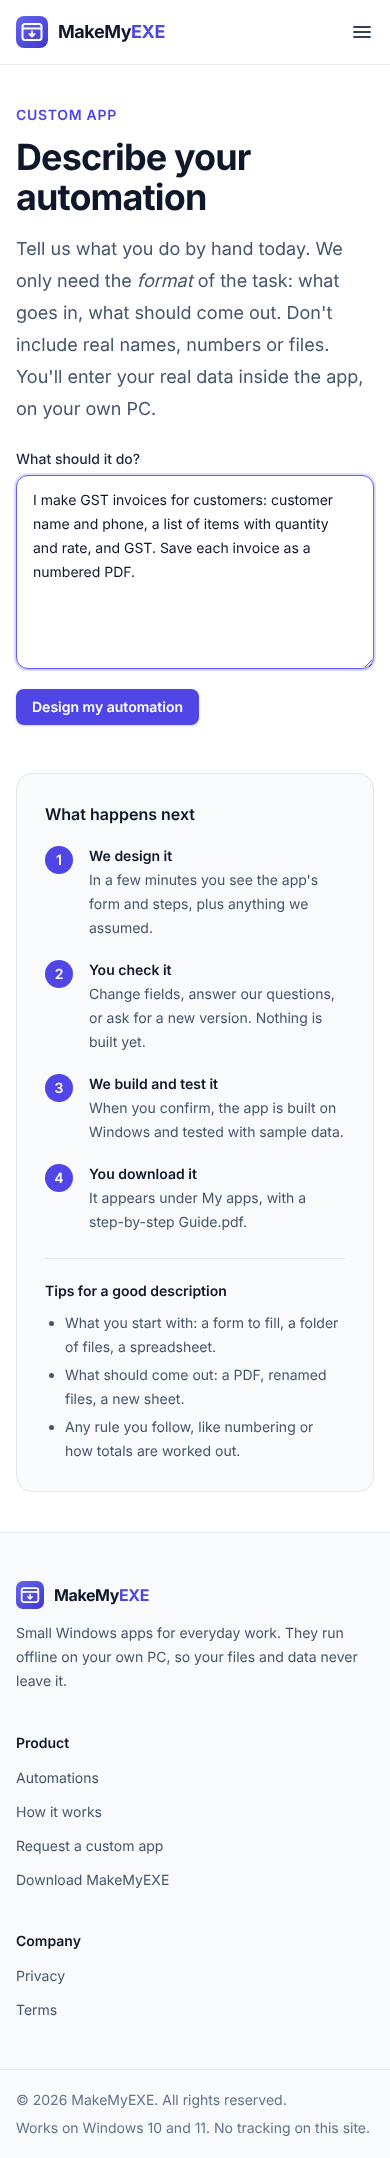 MakeMyEXE
CUSTOM APP
Describe your
automation
Tell us what you do by hand today. We
only need the format of the task: what
goes in, what should come out. Don't
include real names, numbers or files.
You'll enter your real data inside the app,
on your own PC.
What should it do?
I make GST invoices for customers: customer
name and phone, a list of items with quantity
and rate, and GST. Save each invoice as a
numbered PDF.
Design my automation
What happens next
1
We design it
In a few minutes you see the app's
form and steps, plus anything we
assumed.
2
You check it
Change fields, answer our questions,
or ask for a new version. Nothing is
built yet.
3
We build and test it
When you confirm, the app is built on
Windows and tested with sample data.
4
You download it
It appears under My apps, with a
step-by-step Guide.pdf.
Tips for a good description
• What you start with: a form to fill, a folder
of files, a spreadsheet.
• What should come out: a PDF, renamed
files, a new sheet.
• Any rule you follow, like numbering or
how totals are worked out.
MakeMyEXE
Small Windows apps for everyday work. They run
offline on your own PC, so your files and data never
leave it.
Product
Automations
How it works
Request a custom app
Download MakeMyEXE
Company
Privacy
Terms
© 2026 MakeMyEXE. All rights reserved.
Works on Windows 10 and 11. No tracking on this site.